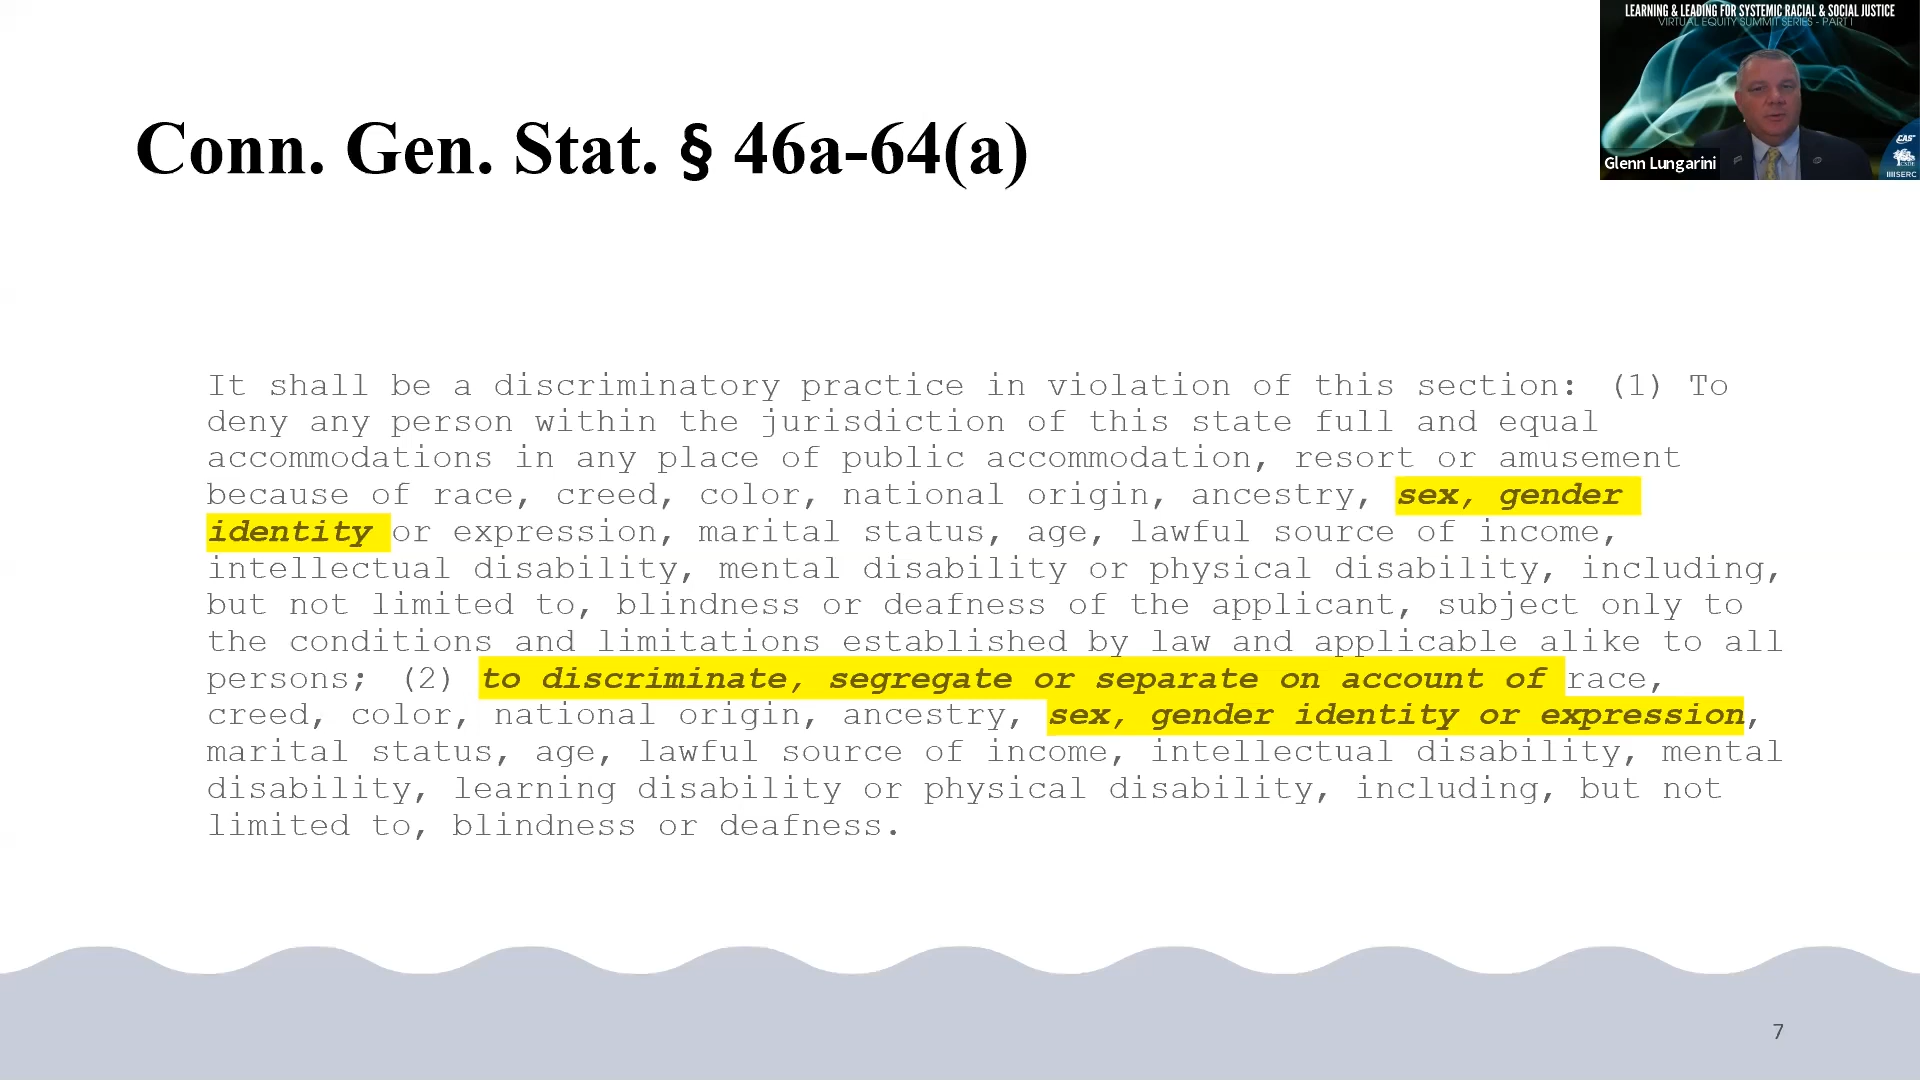 LEARNING & LEADING FOR SYSTEMIC RACIAL & SOCIAL JUSTICE
VIRTUAL EQUITY SUMMIT SERIES - PART I
Glenn Lungarini
CAS
CSDE
SERC
Conn. Gen. Stat. § 46a-64(a)
It shall be a discriminatory practice in violation of this section: (1) To
deny any person within the jurisdiction of this state full and equal
accommodations in any place of public accommodation, resort or amusement
because of race, creed, color, national origin, ancestry, sex, gender
identity or expression, marital status, age, lawful source of income,
intellectual disability, mental disability or physical disability, including,
but not limited to, blindness or deafness of the applicant, subject only to
the conditions and limitations established by law and applicable alike to all
persons; (2) to discriminate, segregate or separate on account of race,
creed, color, national origin, ancestry, sex, gender identity or expression,
marital status, age, lawful source of income, intellectual disability, mental
disability, learning disability or physical disability, including, but not
limited to, blindness or deafness.
7